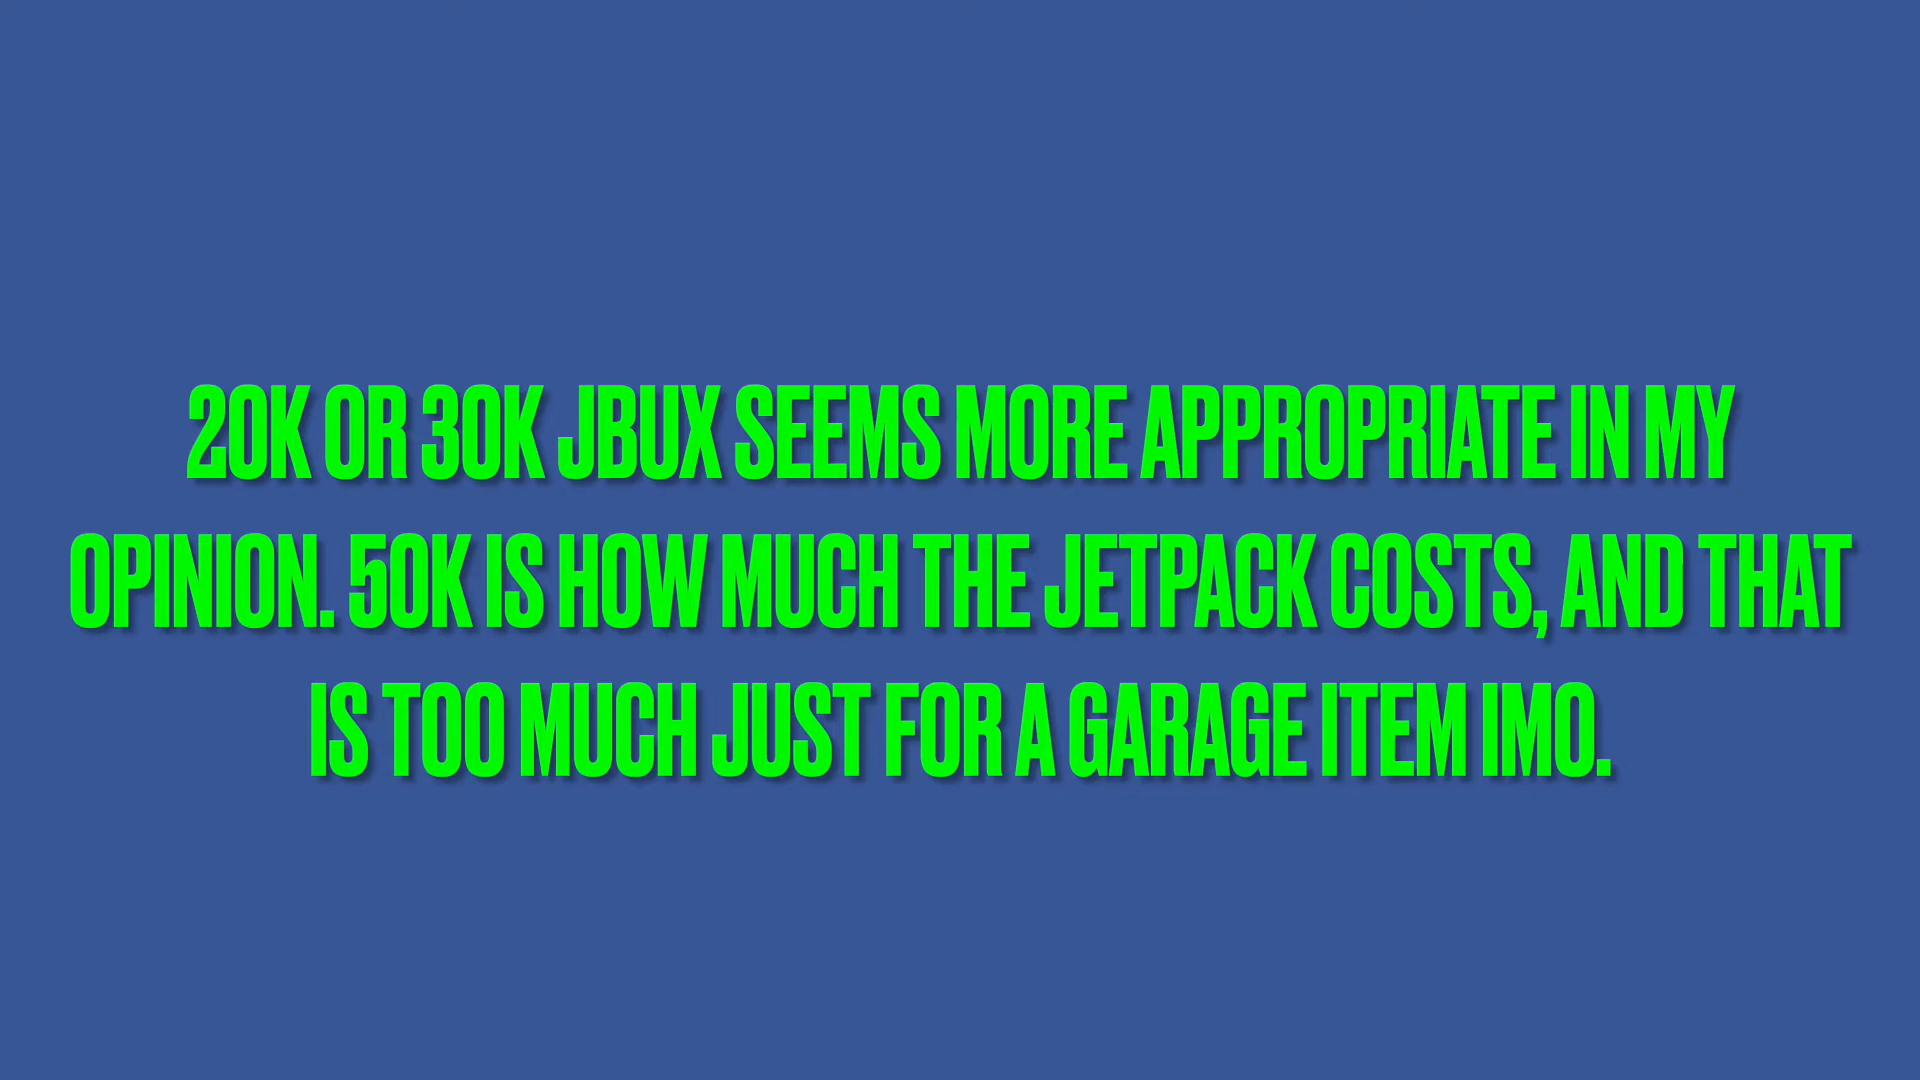 20K OR 30K JBUX SEEMS MORE APPROPRIATE IN MY
OPINION. 50K IS HOW MUCH THE JETPACK COSTS, AND THAT
IS TOO MUCH JUST FOR A GARAGE ITEM IMO.